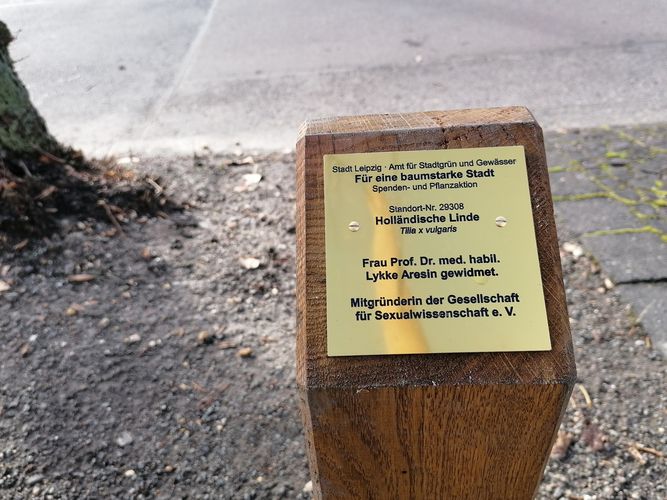 Stadt Leipzig · Amt für Stadtgrün und Gewässer
Für eine baumstarke Stadt
Spenden- und Pflanzaktion
Standort-Nr. 29308
Holländische Linde
Tilia x vulgaris
Frau Prof. Dr. med. habil.
Lykke Aresin gewidmet.
Mitgründerin der Gesellschaft
für Sexualwissenschaft e. V.